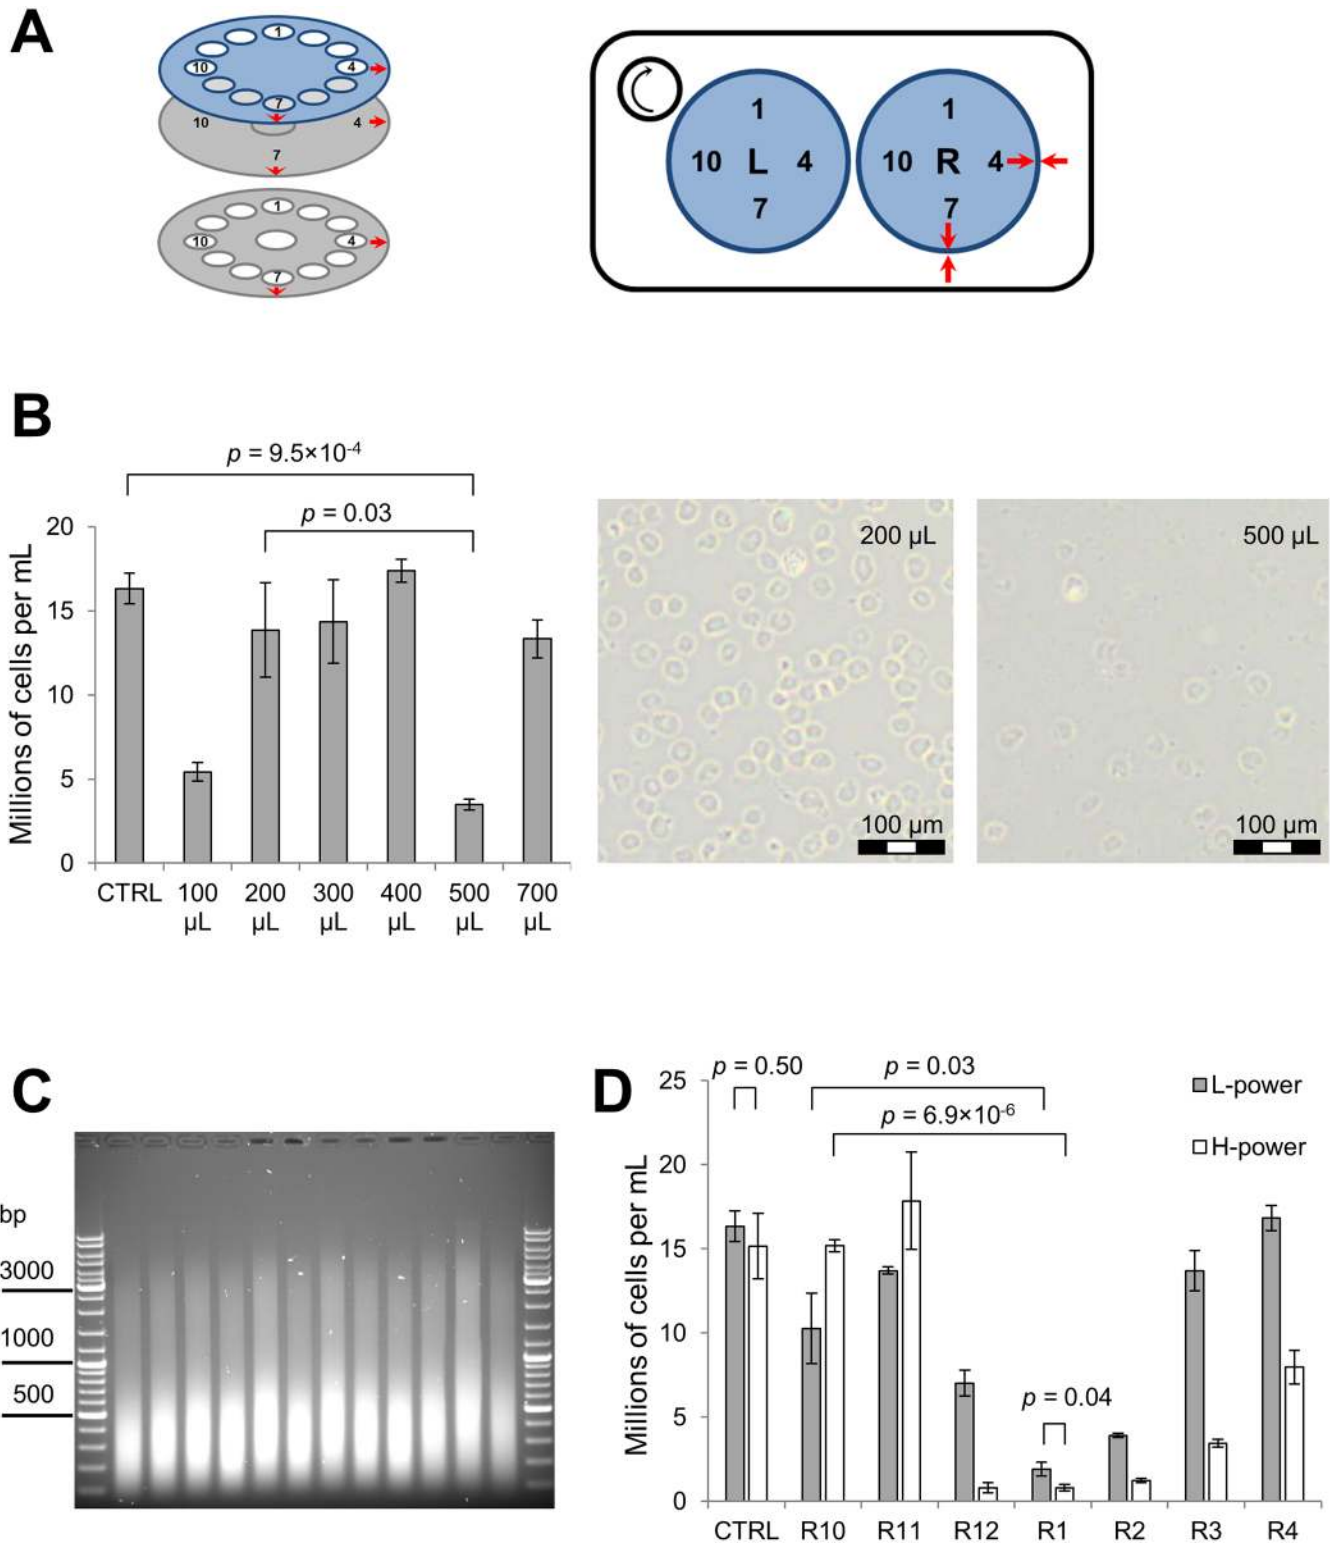 A
1
10
4
7
10
4
7
1
10
4
7
1
10 L 4
7
1
10 R 4
7
B
p = 9.5×10-4
p = 0.03
Millions of cells per mL
20
15
10
5
0
CTRL 100 200 300 400 500 700
µL µL µL µL µL µL
200 µL
100 µm
500 µL
100 µm
C
bp
3000
1000
500
D
p = 0.50
p = 0.03
p = 6.9×10-6
p = 0.04
L-power
H-power
Millions of cells per mL
25
20
15
10
5
0
CTRL R10 R11 R12 R1 R2 R3 R4